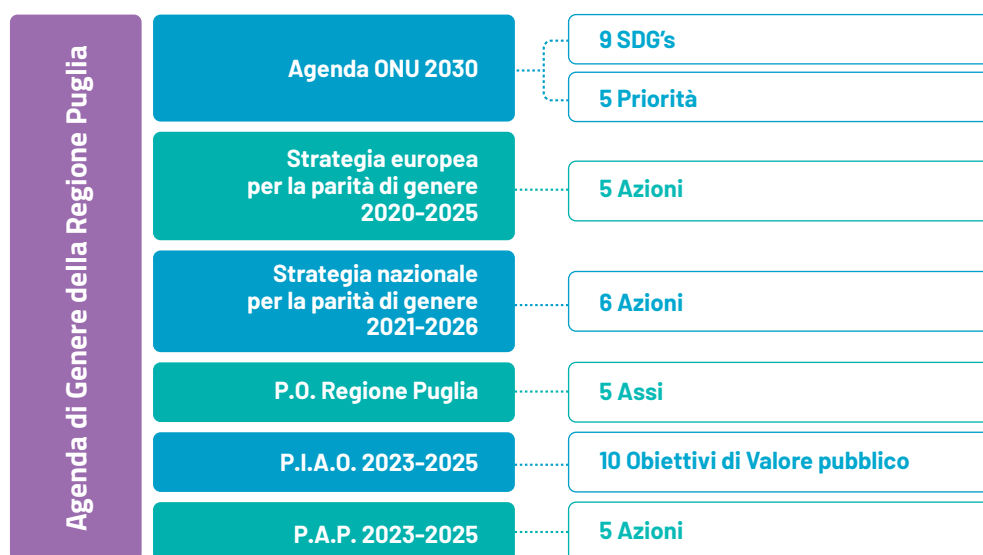 Agenda di Genere della Regione Puglia
Agenda ONU 2030
9 SDG's
5 Priorità
Strategia europea
per la parità di genere
2020-2025
5 Azioni
Strategia nazionale
per la parità di genere
2021-2026
6 Azioni
P.O. Regione Puglia
5 Assi
P.I.A.O. 2023-2025
10 Obiettivi di Valore pubblico
P.A.P. 2023-2025
5 Azioni